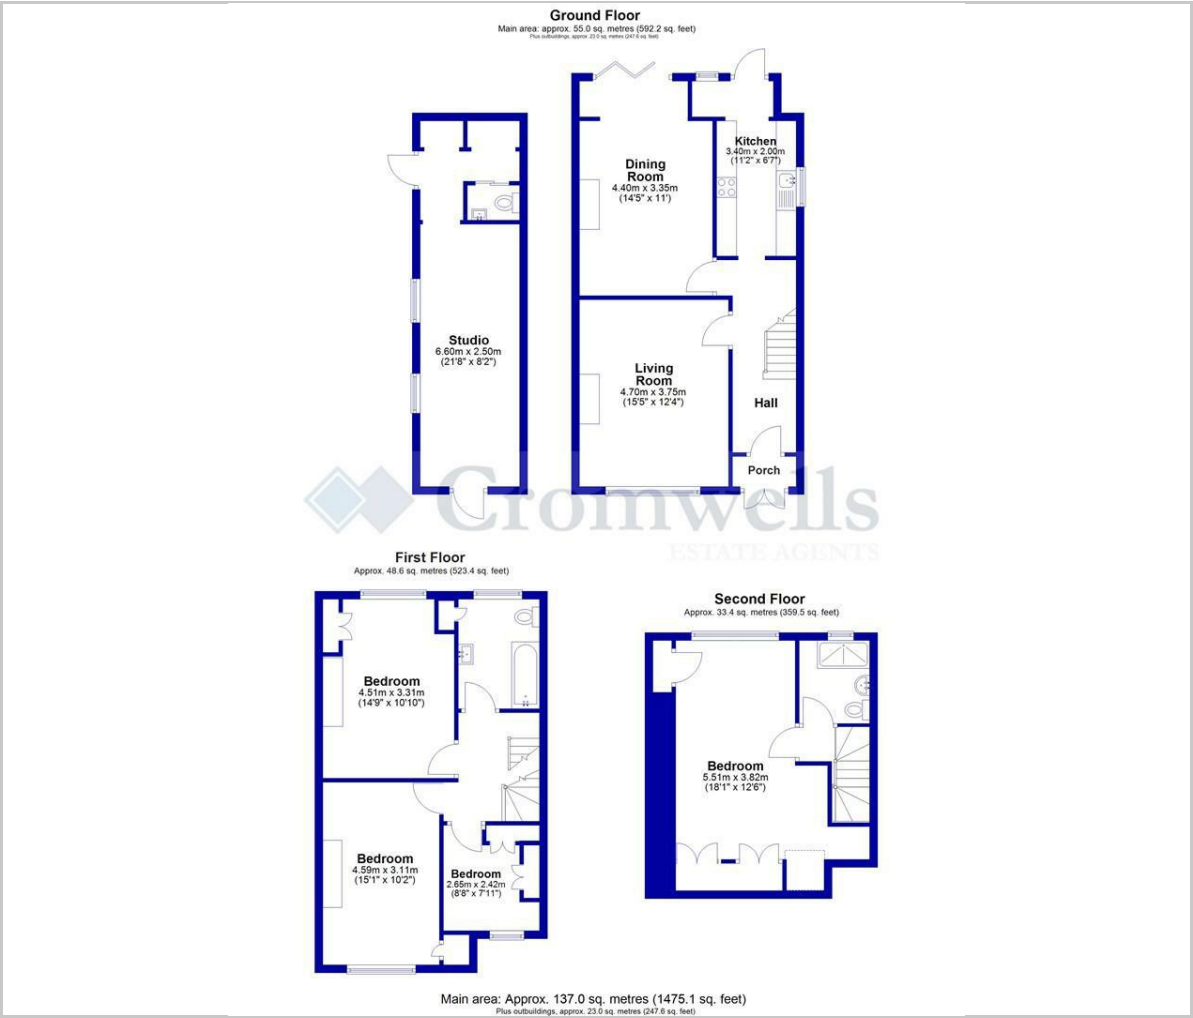 Ground Floor
Main area: approx. 55.0 sq. metres (592.2 sq. feet)
Plus outbuildings, approx. 23.0 sq. metres (247.6 sq. feet)
Kitchen
3.40m x 2.00m
(11'2" x 6'7")
Dining
Room
4.40m x 3.35m
(14'5" x 11')
Studio
6.60m x 2.50m
(21'8" x 8'2")
Living
Room
4.70m x 3.75m
(15'5" x 12'4")
Hall
Porch
Cromwells
ESTATE AGENTS
First Floor
Approx. 48.6 sq. metres (523.4 sq. feet)
Bedroom
4.51m x 3.31m
(14'9" x 10'10")
Bedroom
4.59m x 3.11m
(15'1" x 10'2")
Bedroom
2.65m x 2.42m
(8'8" x 7'11")
Second Floor
Approx. 33.4 sq. metres (359.5 sq. feet)
Bedroom
5.51m x 3.82m
(18'1" x 12'6")
Main area: Approx. 137.0 sq. metres (1475.1 sq. feet)
Plus outbuildings, approx. 23.0 sq. metres (247.6 sq. feet)